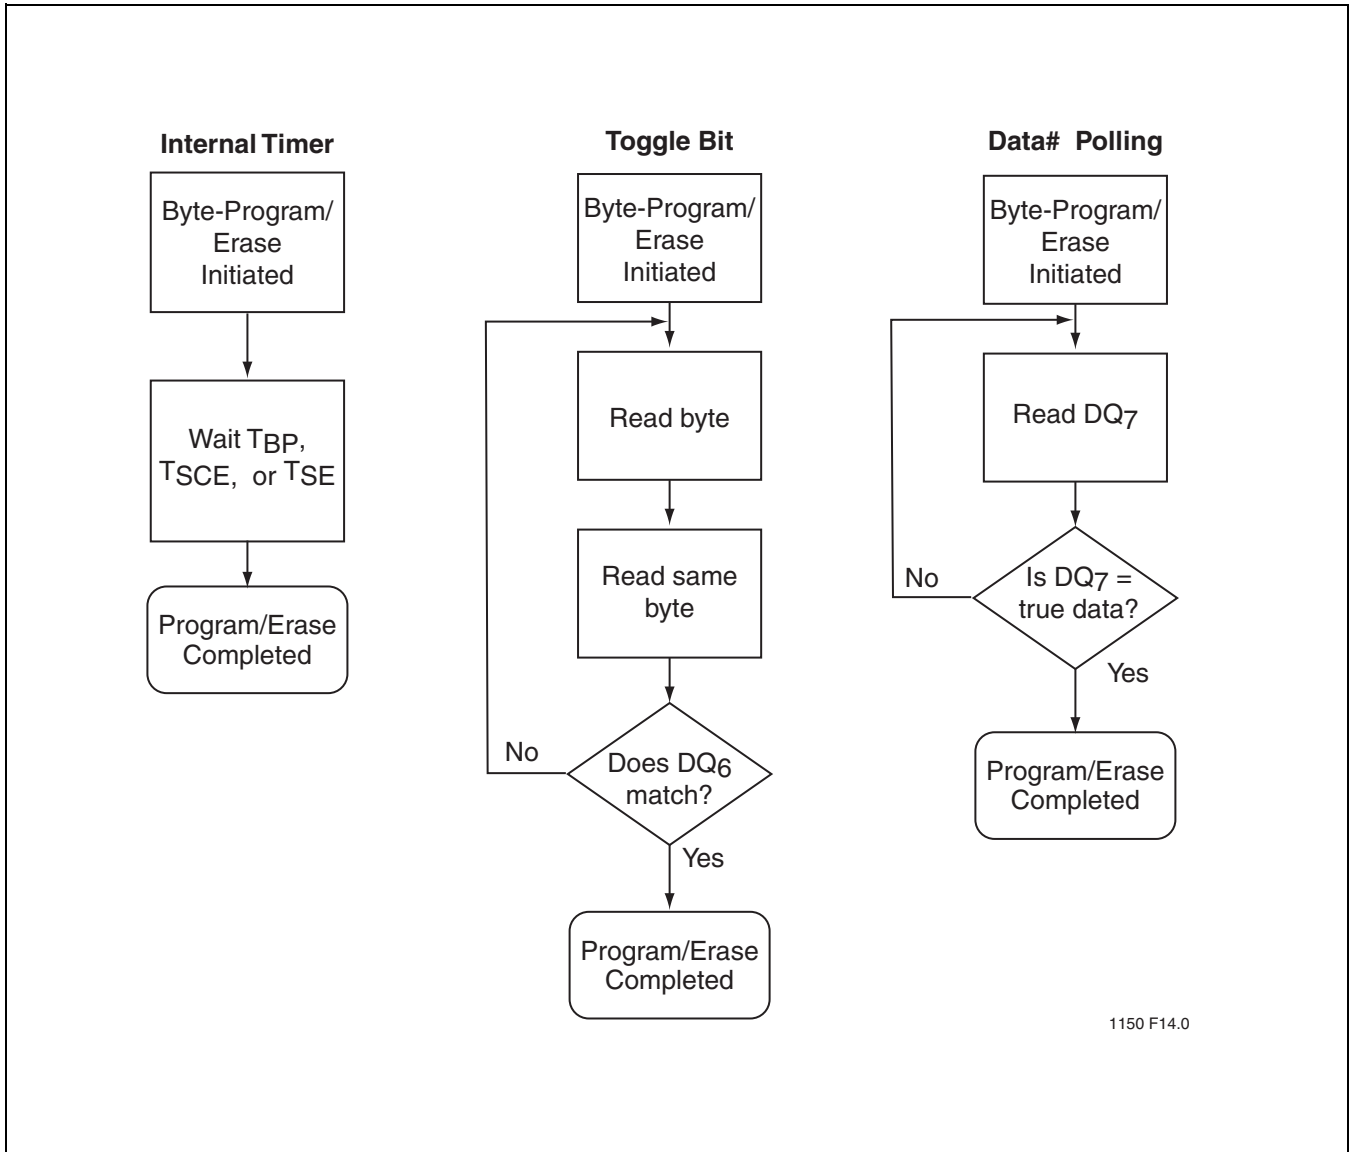 Internal Timer
Byte-Program/
Erase
Initiated
Wait TBP,
TSCE, or TSE
Program/Erase
Completed
Toggle Bit
Byte-Program/
Erase
Initiated
Read byte
Read same
byte
No
Does DQ6
match?
Yes
Program/Erase
Completed
Data# Polling
Byte-Program/
Erase
Initiated
Read DQ7
No
Is DQ7 =
true data?
Yes
Program/Erase
Completed
1150 F14.0